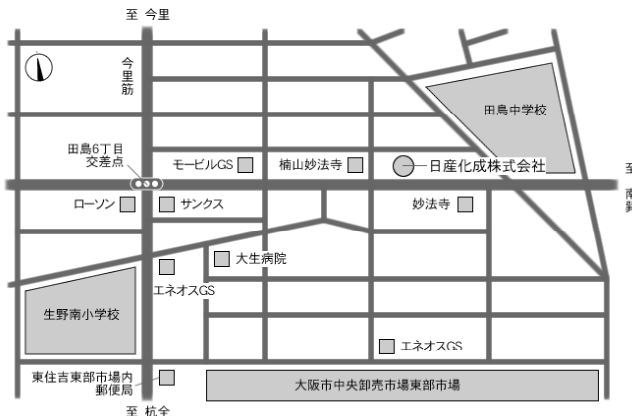 至 今里
今里筋
田島中学校
田島6丁目
交差点
モービルGS
楠山妙法寺
日産化成株式会社
至 南巽
ローソン
サンクス
妙法寺
大生病院
エネオスGS
生野南小学校
エネオスGS
東住吉東部市場内
郵便局
大阪市中央卸売市場東部市場
至 杭全